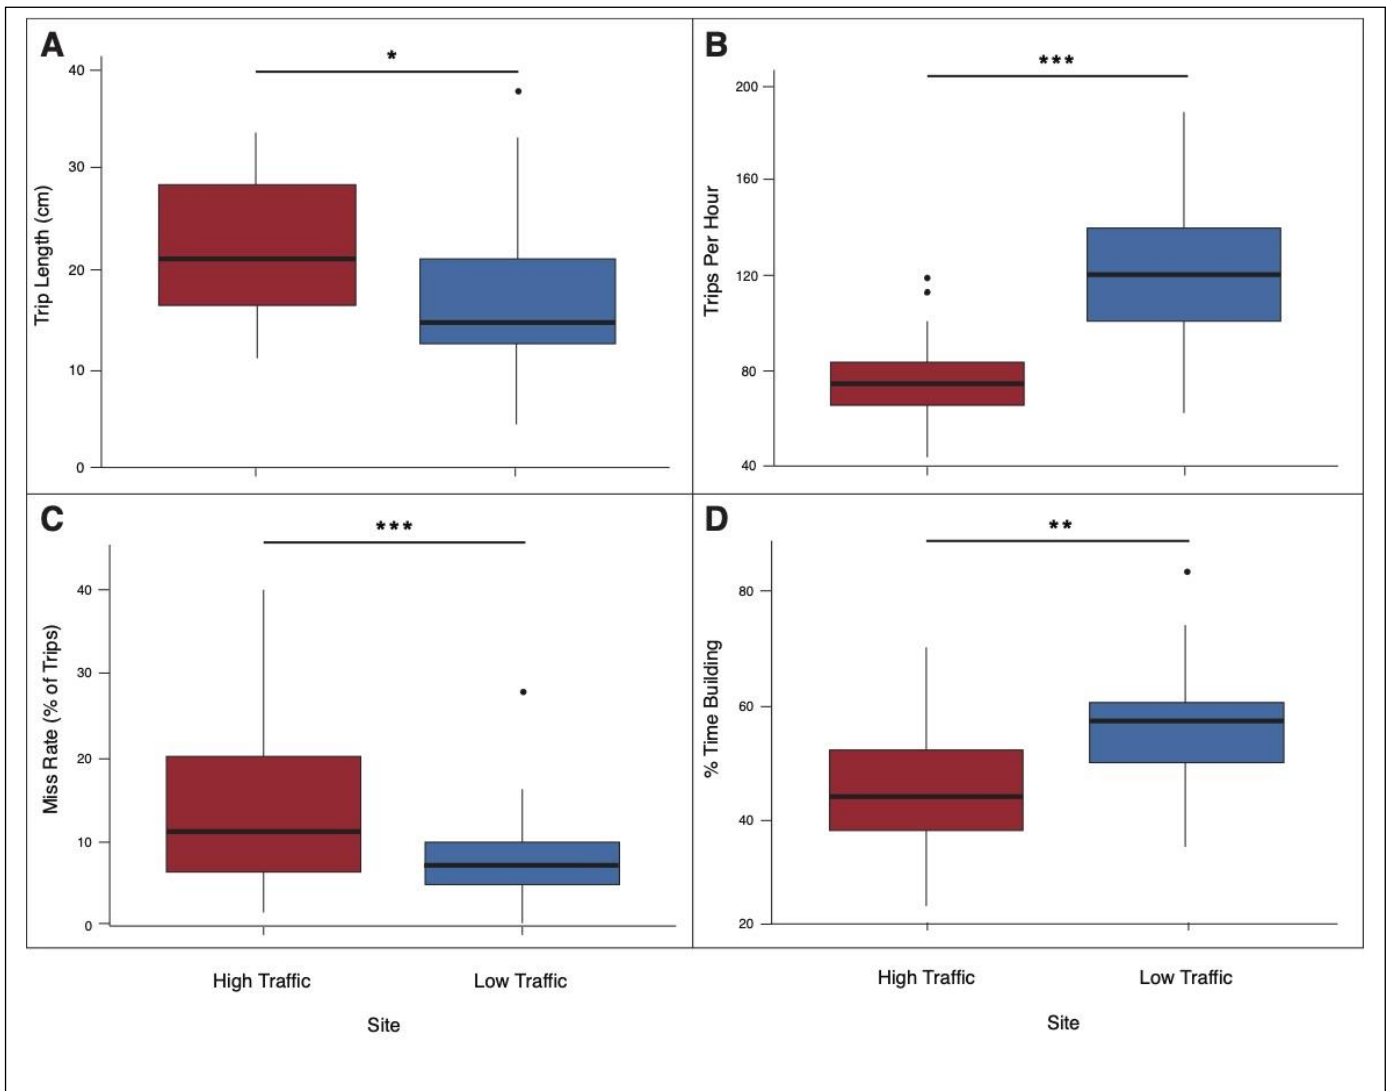 A
*
40
30
20
10
0
Trip Length (cm)
B
***
200
160
120
80
40
Trips Per Hour
C
***
40
30
20
10
0
Miss Rate (% of Trips)
High Traffic
Low Traffic
Site
D
**
80
60
40
20
% Time Building
High Traffic
Low Traffic
Site